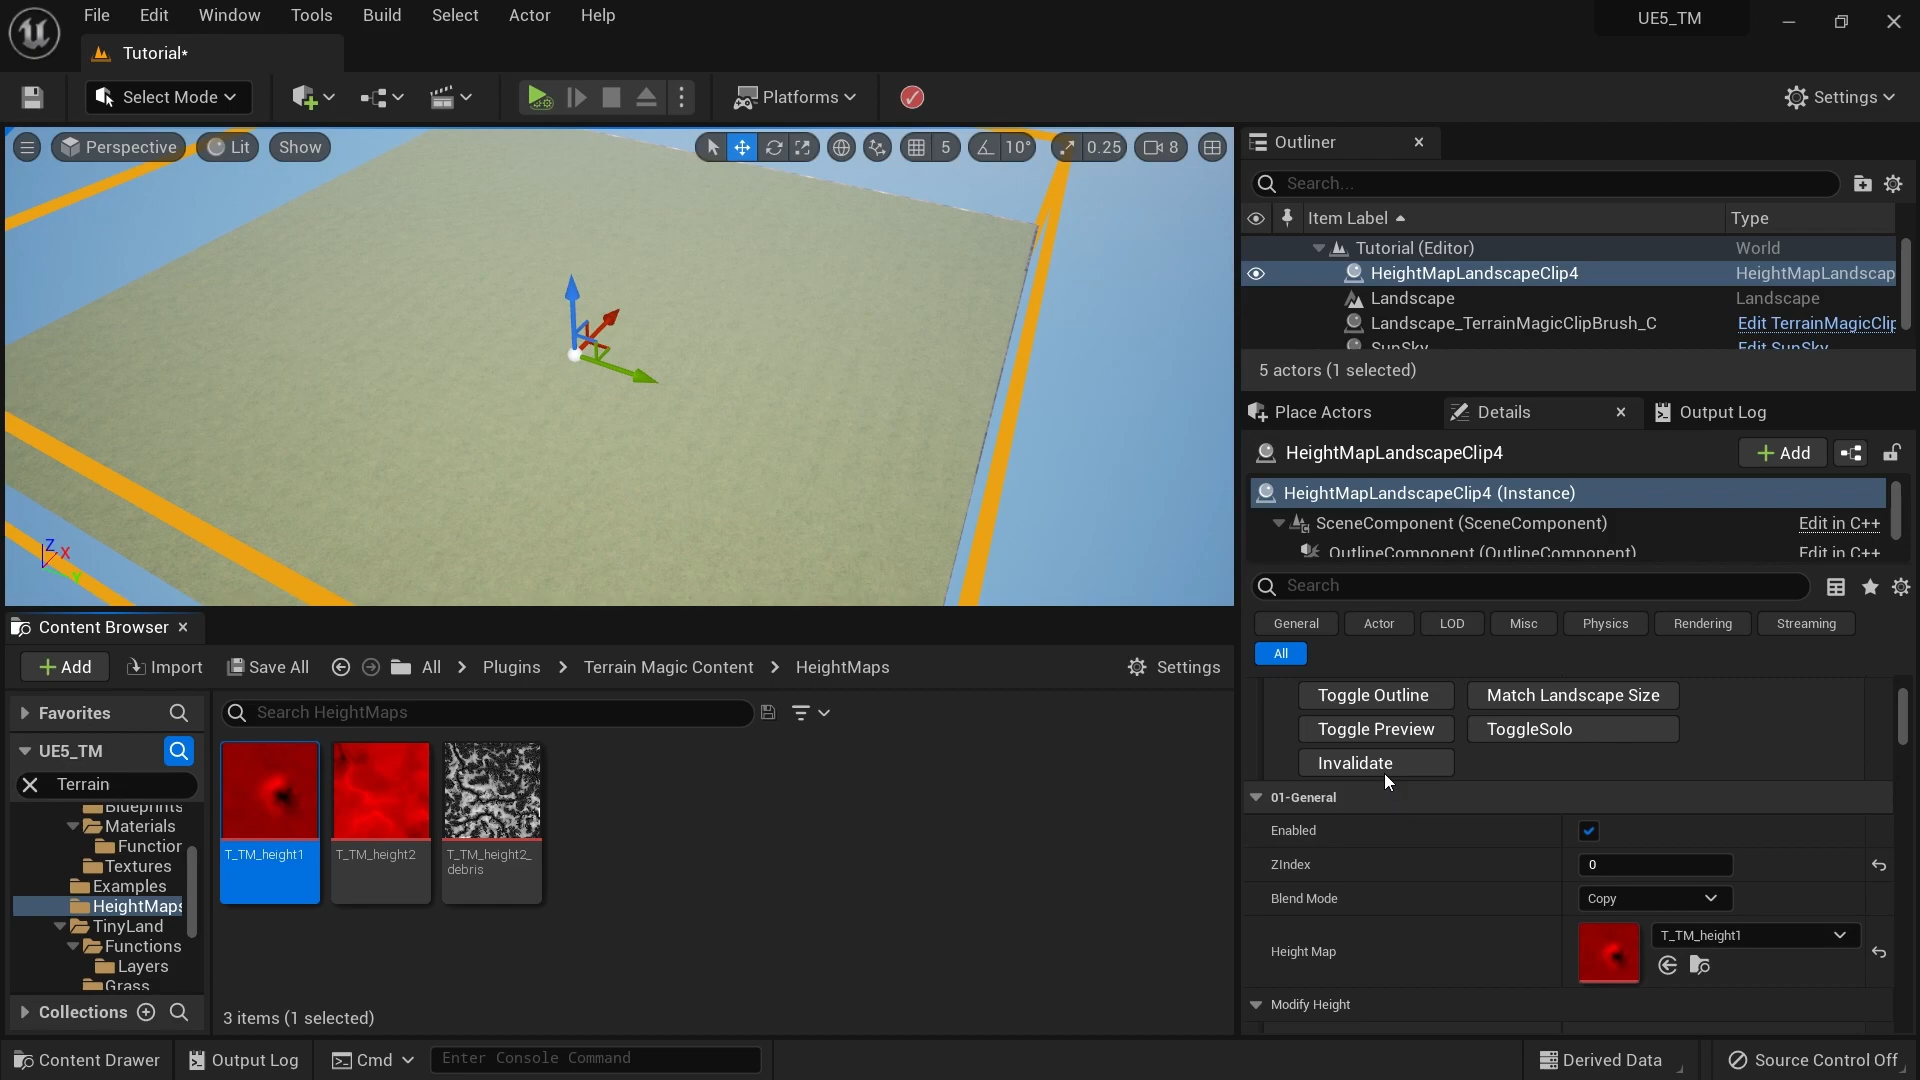 File Edit Window Tools Build Select Actor Help
UE5_TM
Tutorial*
Select Mode
Platforms
Settings
Perspective Lit Show
5 10° 0.25 8
Z
X
Y
Outliner
Search...
Item Label Type
Tutorial (Editor) World
HeightMapLandscapeClip4 HeightMapLandscap
Landscape Landscape
Landscape_TerrainMagicClipBrush_C Edit TerrainMagicClip
SunSky Edit SunSky
5 actors (1 selected)
Place Actors Details Output Log
HeightMapLandscapeClip4 Add
HeightMapLandscapeClip4 (Instance)
SceneComponent (SceneComponent) Edit in C++
OutlineComponent (OutlineComponent) Edit in C++
Search
General Actor LOD Misc Physics Rendering Streaming
All
Toggle Outline Match Landscape Size
Toggle Preview ToggleSolo
Invalidate
01-General
Enabled
ZIndex 0
Blend Mode Copy
Height Map T_TM_height1
Modify Height
Content Browser
Add Import Save All All Plugins Terrain Magic Content HeightMaps Settings
Favorites
Search HeightMaps
UE5_TM
Terrain
Blueprints
Materials
Function
Textures
Examples
HeightMaps
TinyLand
Functions
Layers
Grass
Collections
T_TM_height1
T_TM_height2
T_TM_height2_
debris
3 items (1 selected)
Content Drawer Output Log Cmd Enter Console Command Derived Data Source Control Off